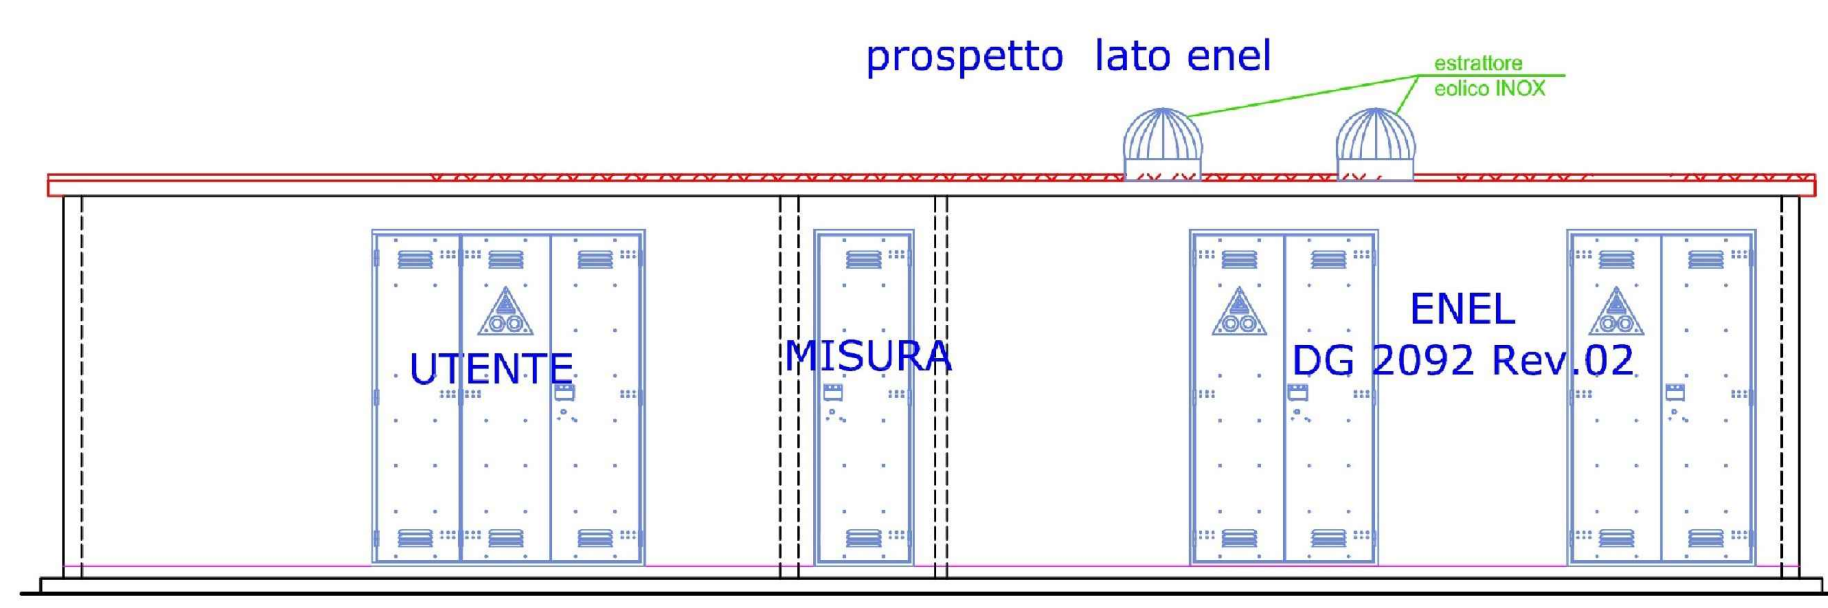 prospetto lato enel
estrattore
eolico INOX
UTENTE
MISURA
ENEL
DG 2092 Rev.02